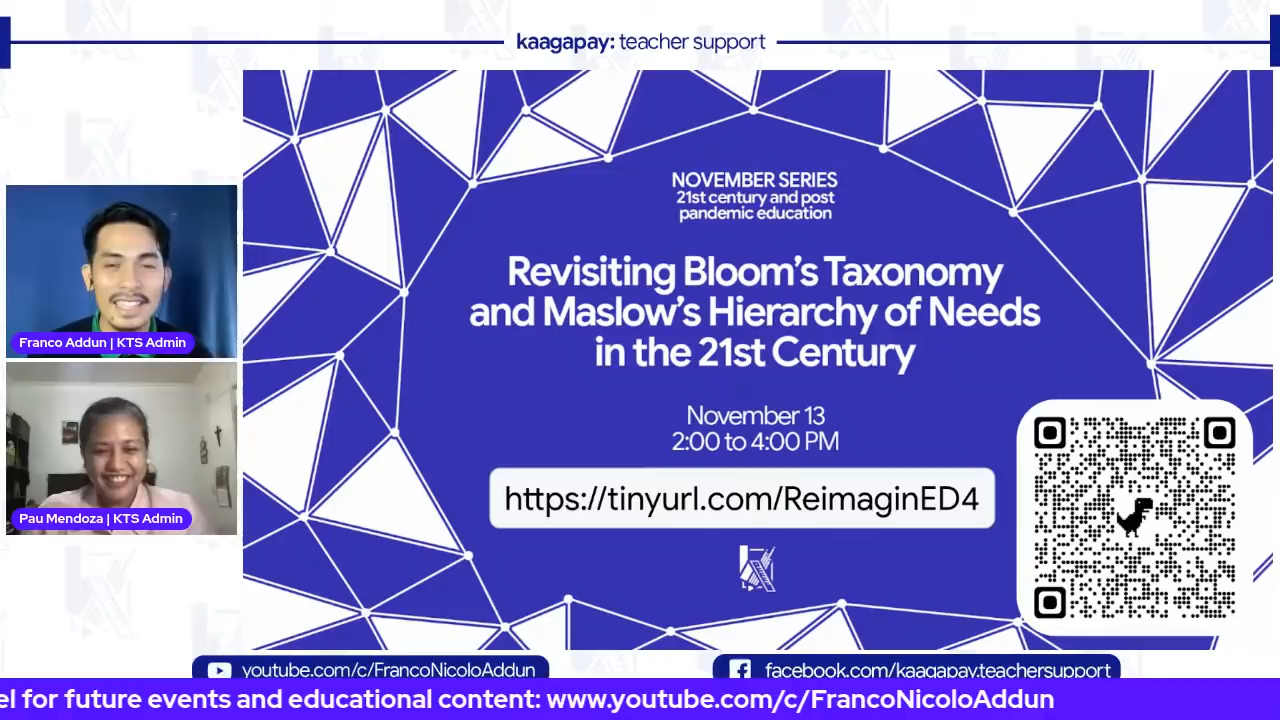 kaagapay: teacher support
NOVEMBER SERIES
21st century and post
pandemic education
Revisiting Bloom's Taxonomy
and Maslow's Hierarchy of Needs
in the 21st Century
November 13
2:00 to 4:00 PM
https://tinyurl.com/ReimaginED4
Franco Addun | KTS Admin
Pau Mendoza | KTS Admin
youtube.com/c/FrancoNicoloAddun
facebook.com/kaagapay.teachersupport
el for future events and educational content: www.youtube.com/c/FrancoNicoloAddun